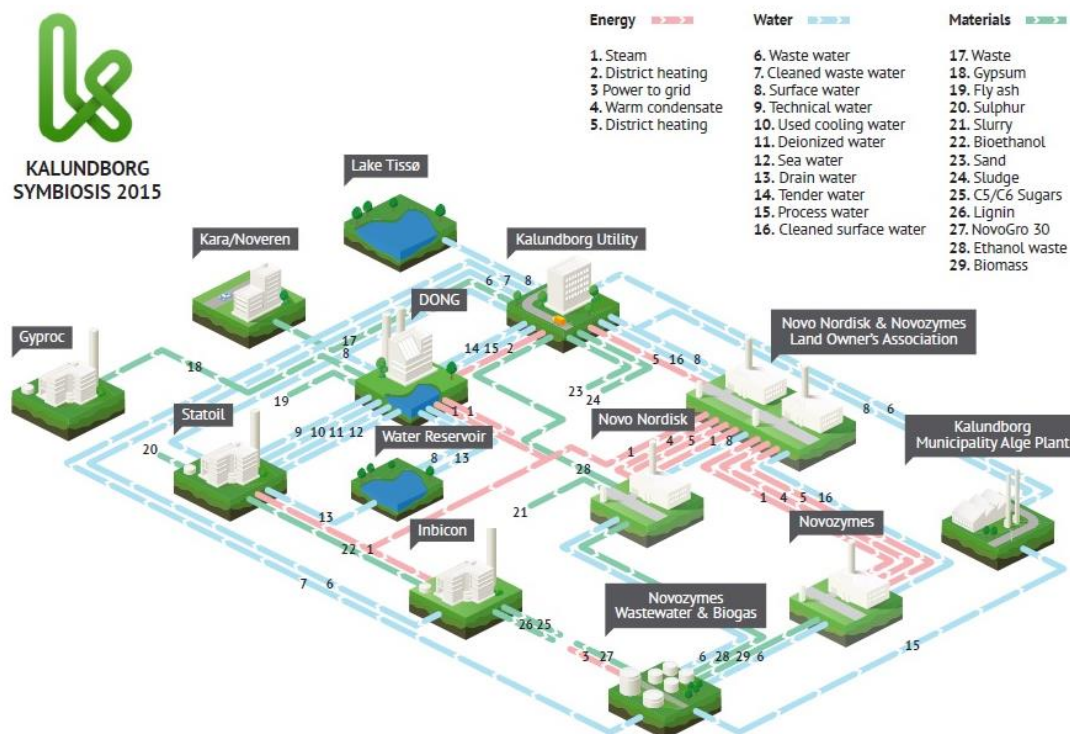 KALUNDBORG
SYMBIOSIS 2015
Energy
1. Steam
2. District heating
3 Power to grid
4. Warm condensate
5. District heating
Water
6. Waste water
7. Cleaned waste water
8. Surface water
9. Technical water
10. Used cooling water
11. Deionized water
12. Sea water
13. Drain water
14. Tender water
15. Process water
16. Cleaned surface water
Materials
17. Waste
18. Gypsum
19. Fly ash
20. Sulphur
21. Slurry
22. Bioethanol
23. Sand
24. Sludge
25. C5/C6 Sugars
26. Lignin
27. NovoGro 30
28. Ethanol waste
29. Biomass
Lake Tissø
Kara/Noveren
Kalundborg Utility
6 7 8
DONG
Gyproc
17
8
14 15 2
Novo Nordisk & Novozymes
Land Owner's Association
5 16 8
18
19
23
24
Statoil
1 1
Novo Nordisk
8 6
Kalundborg
Municipality Alge Plant
9 10 11 12
Water Reservoir
1 4 5 1 8
20
8 13
28
1 4 5 16
21
13
Inbicon
Novozymes
22 1
7 6
Novozymes
Wastewater & Biogas
26 25
3 27
6 28 29 6
15